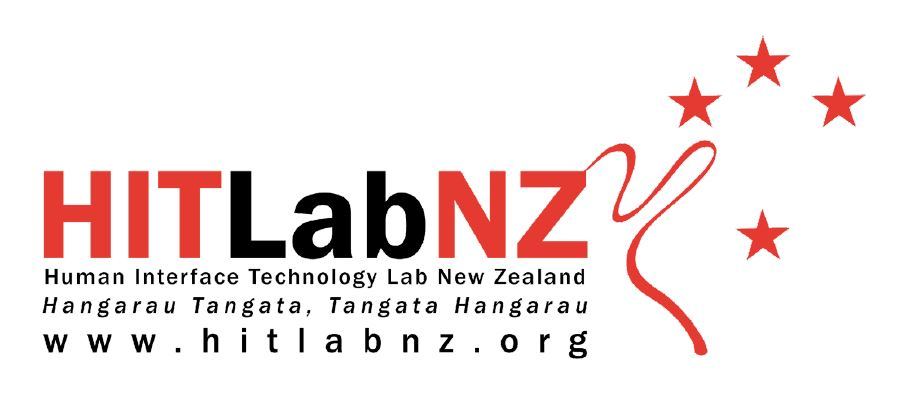 HITLabNZ
Human Interface Technology Lab New Zealand
Hangarau Tangata, Tangata Hangarau
www.hitlabnz.org